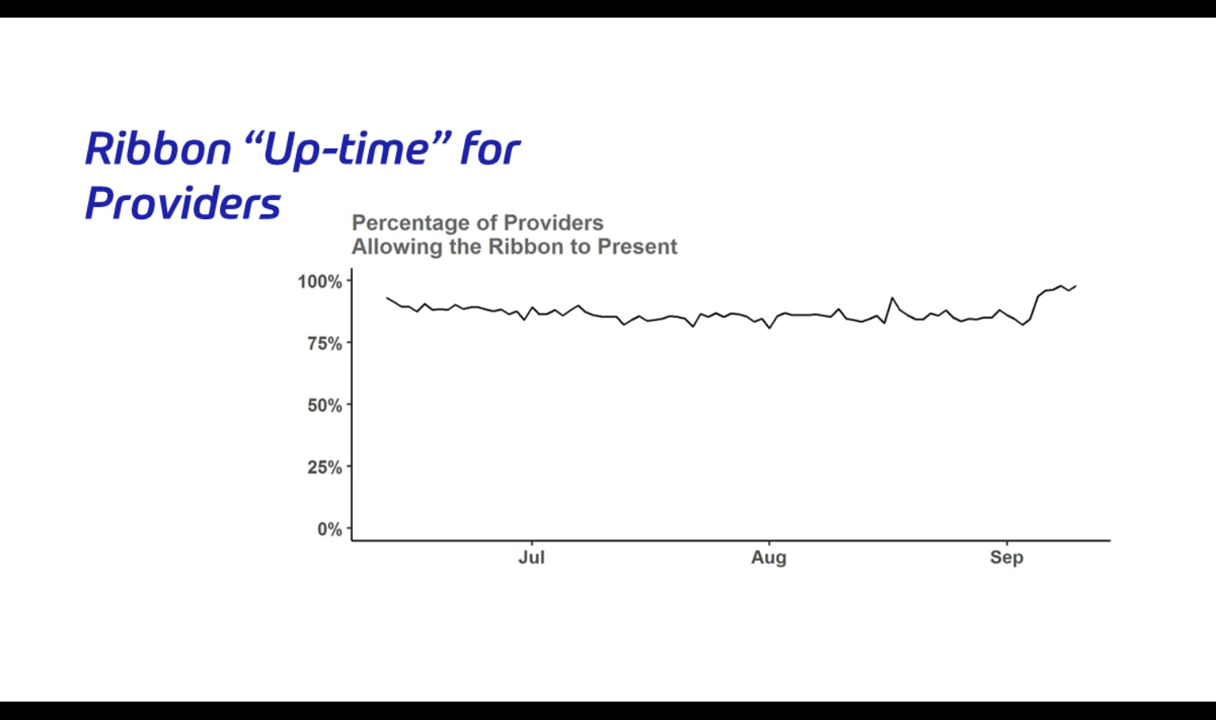 Ribbon “Up-time” for
Providers
Percentage of Providers
Allowing the Ribbon to Present
100%
75%
50%
25%
0%
Jul Aug Sep